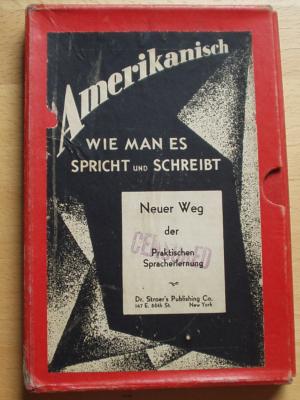 Amerikanisch
WIE MAN ES
SPRICHT UND SCHREIBT
Neuer Weg
der
Praktischen
Spracherlernung
CENSORED
Dr. Stroer's Publishing Co.
147 E. 86th St. New York